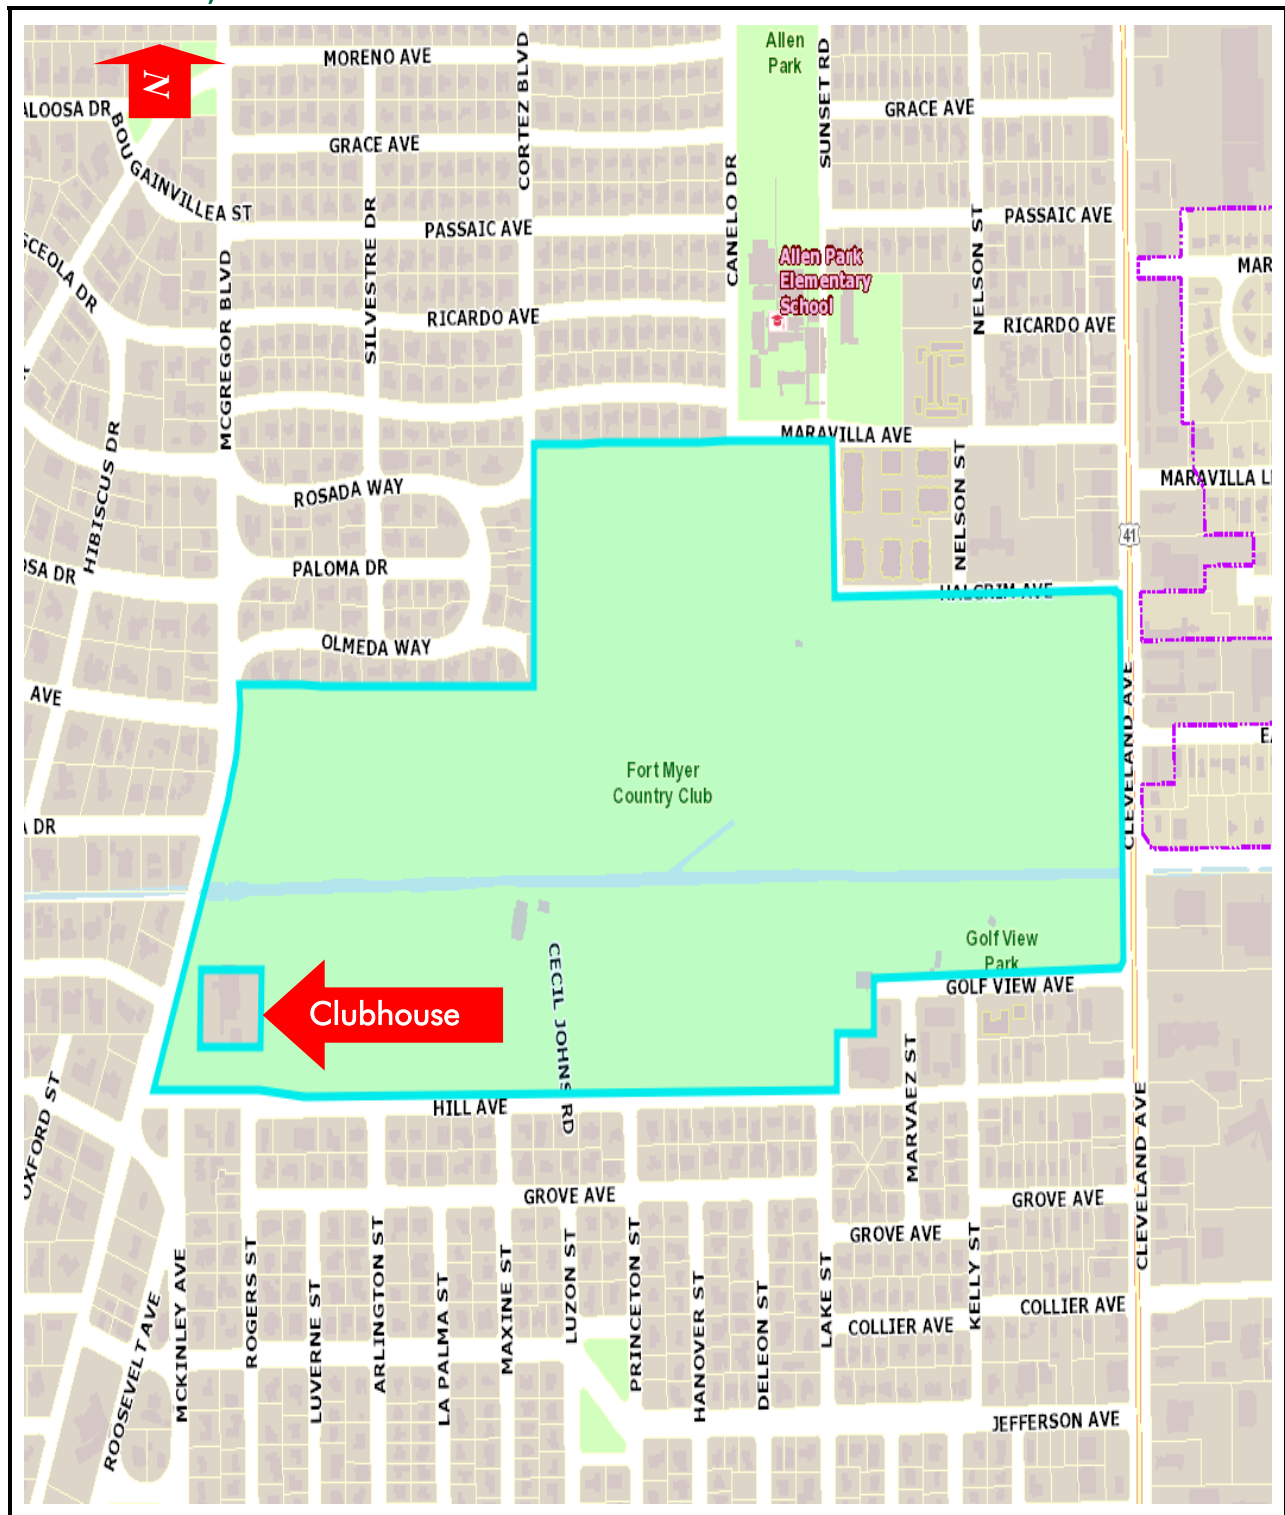 Allen
Park
MORENO AVE
CORTEZ BLVD
SUNSET RD
N
ALOOSA DR
GRACE AVE
BOUGAINVILLEA ST
GRACE AVE
CANELO DR
SILVESTRE DR
PASSAIC AVE
NELSON ST
PASSAIC AVE
SCEOLA DR
MCGREGOR BLVD
Allen Park
Elementary
School
MAR
RICARDO AVE
RICARDO AVE
MARAVILLA AVE
HIBISCUS DR
NELSON ST
MARAVILLA L
ROSADA WAY
41
OSA DR
PALOMA DR
HALGRIM AVE
OLMEDA WAY
AVE
CLEVELAND AVE
E
Fort Myer
Country Club
DR
Golf View
Park
CECIL JOHNS RD
GOLF VIEW AVE
Clubhouse
MARVAEZ ST
OXFORD ST
HILL AVE
CLEVELAND AVE
GROVE AVE
GROVE AVE
GROVE AVE
ROOSEVELT AVE
MCKINLEY AVE
ROGERS ST
LUVERNE ST
ARLINGTON ST
LA PALMA ST
MAXINE ST
LUZON ST
PRINCETON ST
HANOVER ST
DELEON ST
LAKE ST
KELLY ST
COLLIER AVE
COLLIER AVE
JEFFERSON AVE